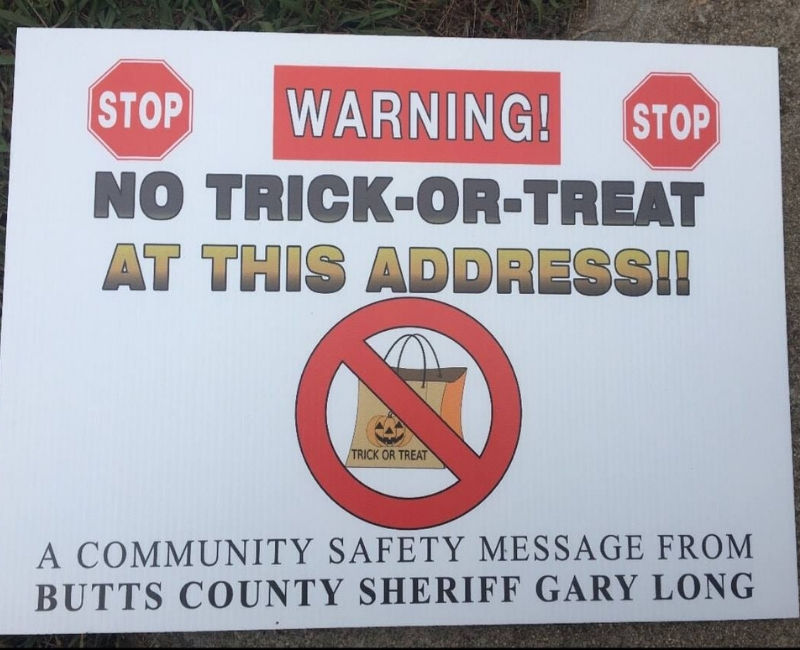 STOP WARNING! STOP
NO TRICK-OR-TREAT
AT THIS ADDRESS!!
TRICK OR TREAT
A COMMUNITY SAFETY MESSAGE FROM
BUTTS COUNTY SHERIFF GARY LONG